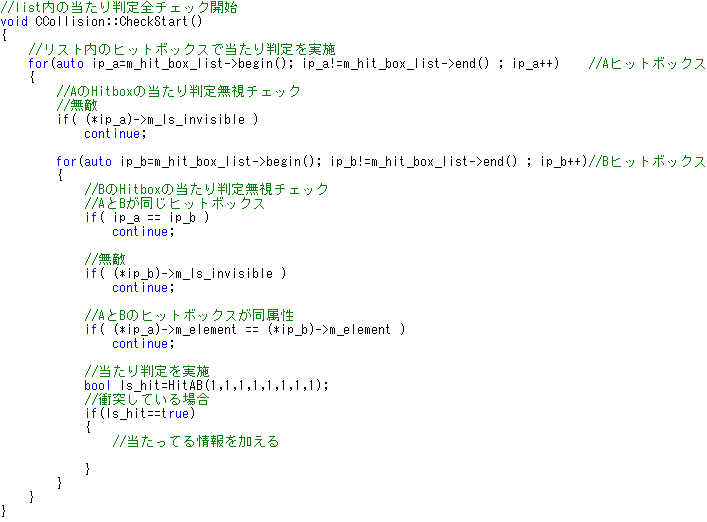 //list内の当たり判定全チェック開始
void CCollision::CheckStart()
{
//リスト内のヒットボックスで当たり判定を実施
for(auto ip_a=m_hit_box_list->begin(); ip_a!=m_hit_box_list->end() ; ip_a++) //Aヒットボックス
{
//AのHitboxの当たり判定無視チェック
//無敵
if( (*ip_a)->m_ls_invisible )
continue;
for(auto ip_b=m_hit_box_list->begin(); ip_b!=m_hit_box_list->end() ; ip_b++)//Bヒットボックス
{
//BのHitboxの当たり判定無視チェック
//AとBが同じヒットボックス
if( ip_a == ip_b )
continue;
//無敵
if( (*ip_b)->m_ls_invisible )
continue;
//AとBのヒットボックスが同属性
if( (*ip_a)->m_element == (*ip_b)->m_element )
continue;
//当たり判定を実施
bool ls_hit=HitAB(1,1,1,1,1,1,1,1);
//衝突している場合
if(ls_hit==true)
{
//当たってる情報を加える
}
}
}
}